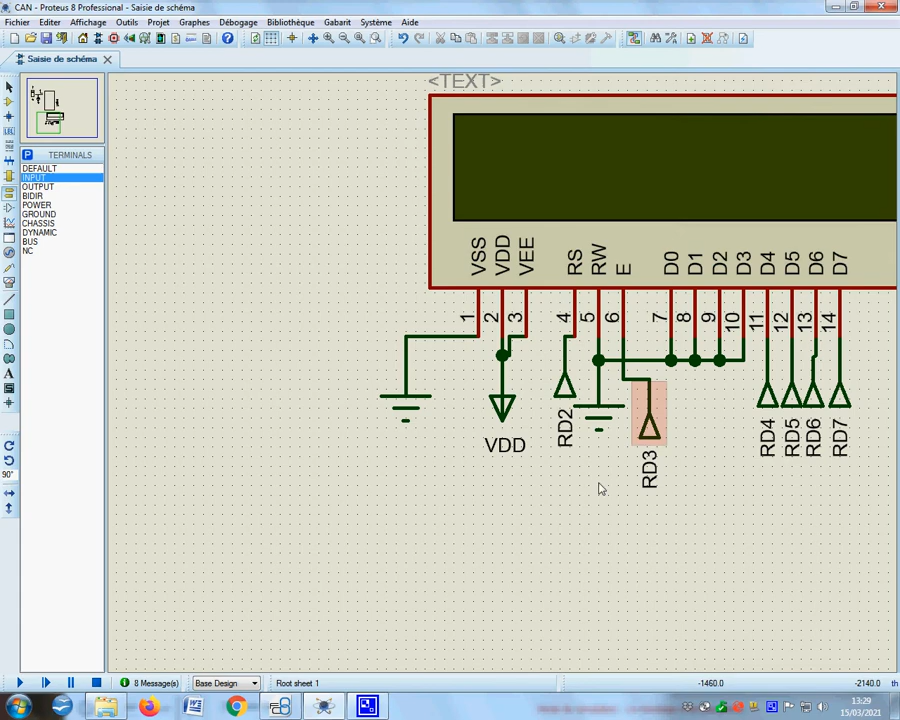 CAN - Proteus 8 Professional - Saisie de schéma
Fichier Editer Affichage Outils Projet Graphes Débogage Bibliothèque Gabarit Système Aide
Saisie de schéma
P TERMINALS
DEFAULT
INPUT
OUTPUT
BIDIR
POWER
GROUND
CHASSIS
DYNAMIC
BUS
NC
LBL
A
S
90°
<TEXT>
VSS VDD VEE RS RW E D0 D1 D2 D3 D4 D5 D6 D7
1 2 3 4 5 6 7 8 9 10 11 12 13 14
VDD
RD2
RD3
RD4 RD5 RD6 RD7
8 Message(s) Base Design Root sheet 1 -1460.0 -2140.0 th
13:29
15/03/2021